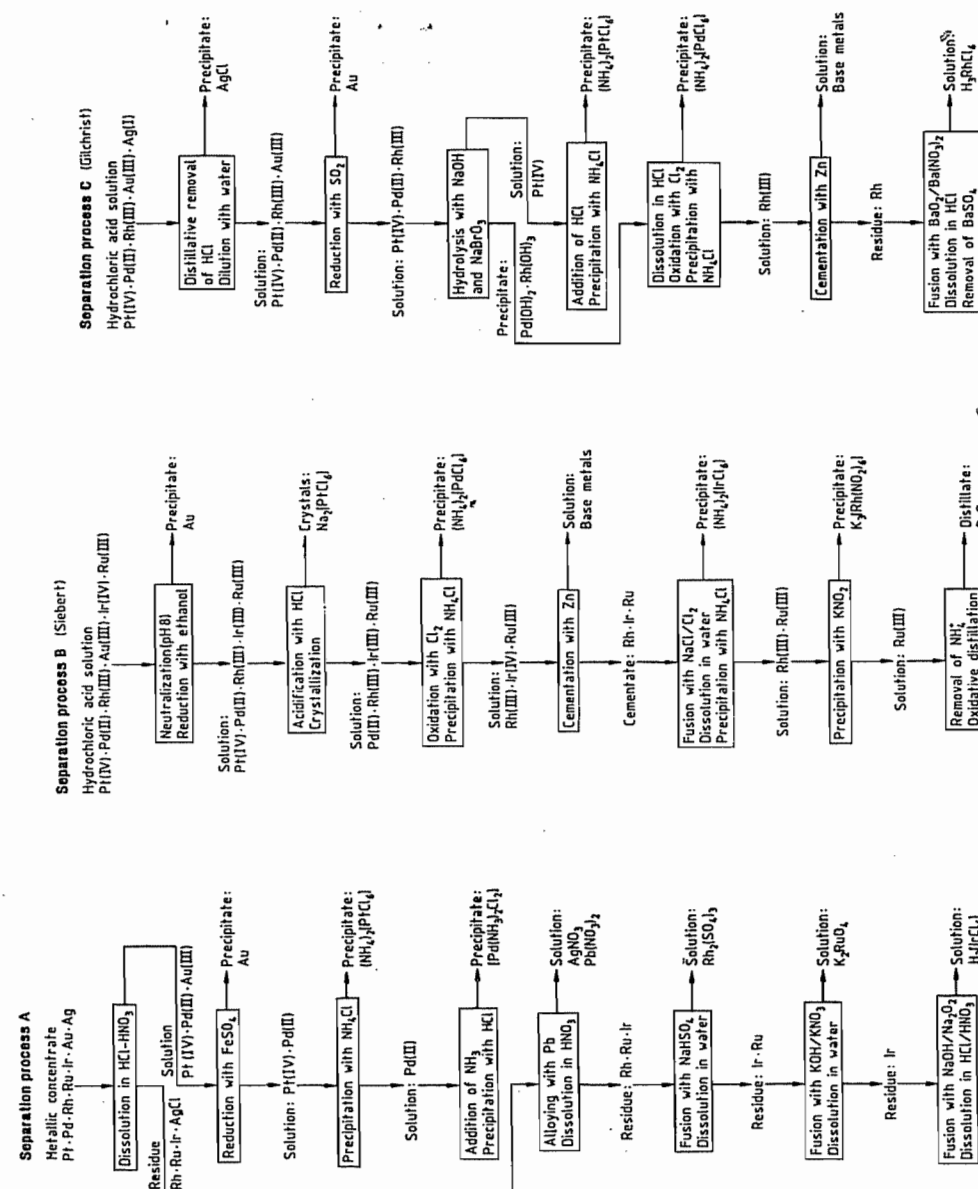 Separation process A
Metallic concentrate
Pt·Pd·Rh·Ru·Ir·Au·Ag
Dissolution in HCl-HNO₃
Residue
Rh·Ru·Ir·AgCl
Solution
Pt(IV)·Pd(II)·Au(III)
Reduction with FeSO₄
Precipitate:
Au
Solution: Pt(IV)·Pd(II)
Precipitation with NH₄Cl
Precipitate:
(NH₄)₂[PtCl₆]
Solution: Pd(II)
Addition of NH₃
Precipitation with HCl
Precipitate:
[Pd(NH₃)₂Cl₂]
Alloying with Pb
Dissolution in HNO₃
Solution:
AgNO₃
Pb(NO₃)₂
Residue: Rh·Ru·Ir
Fusion with NaHSO₄
Dissolution in water
Solution:
Rh₂(SO₄)₃
Residue: Ir·Ru
Fusion with KOH/KNO₃
Dissolution in water
Solution:
K₂RuO₄
Residue: Ir
Fusion with NaOH/Na₂O₂
Dissolution in HCl/HNO₃
Solution:
Separation process B (Siebert)
Hydrochloric acid solution
Pt(IV)·Pd(II)·Rh(III)·Au(III)·Ir(IV)·Ru(III)
Neutralization(pH8)
Reduction with ethanol
Precipitate:
Au
Solution:
Pt(IV)·Pd(II)·Rh(III)·Ir(III)·Ru(III)
Acidification with HCl
Crystallization
Crystals:
Na₂[PtCl₆]
Solution:
Pd(II)·Rh(III)·Ir(III)·Ru(III)
Oxidation with Cl₂
Precipitation with NH₄Cl
Precipitate:
(NH₄)₂[PdCl₆]
Solution:
Rh(III)·Ir(IV)·Ru(III)
Cementation with Zn
Solution:
Base metals
Cementate: Rh·Ir·Ru
Fusion with NaCl/Cl₂
Dissolution in water
Precipitation with NH₄Cl
Precipitate:
(NH₄)₂[IrCl₆]
Solution: Rh(III)·Ru(III)
Precipitation with KNO₂
Precipitate:
K₃[Rh(NO₂)₆]
Solution: Ru(III)
Removal of NH₄⁺
Oxidative distillation
Distillate:
Separation process C (Gilchrist)
Hydrochloric acid solution
Pt(IV)·Pd(II)·Rh(III)·Au(III)·Ag(I)
Distillative removal
of HCl
Dilution with water
Precipitate:
AgCl
Solution:
Pt(IV)·Pd(II)·Rh(III)·Au(III)
Reduction with SO₂
Precipitate:
Au
Solution: Pt(IV)·Pd(II)·Rh(III)
Hydrolysis with NaOH
and NaBrO₃
Precipitate:
Pd(OH)₂·Rh(OH)₃
Solution:
Pt(IV)
Addition of HCl
Precipitation with NH₄Cl
Precipitate:
(NH₄)₂[PtCl₆]
Dissolution in HCl
Oxidation with Cl₂
Precipitation with
NH₄Cl
Precipitate:
(NH₄)₂[PdCl₆]
Solution: Rh(III)
Cementation with Zn
Solution:
Base metals
Residue: Rh
Fusion with BaO₂/Ba(NO₃)₂
Dissolution in HCl
Removal of BaSO₄
Solution:
H₃RhCl₆